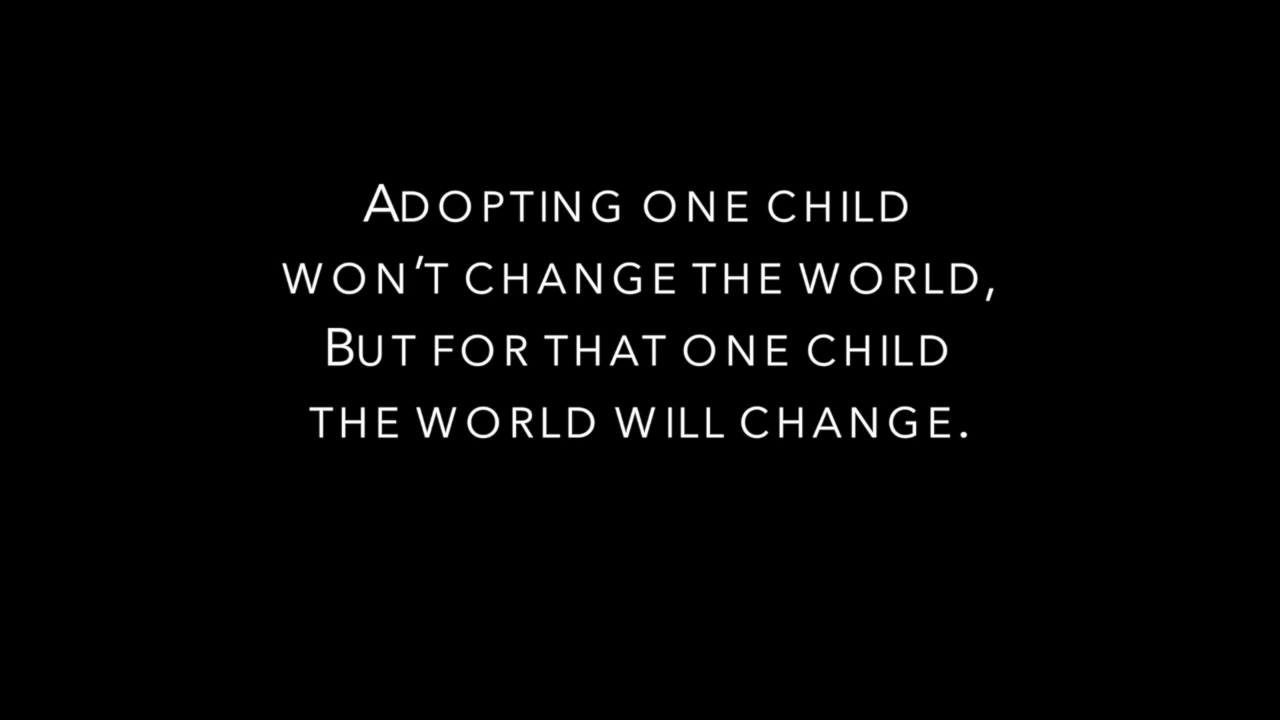 Adopting one child
won't change the world,
But for that one child
the world will change.